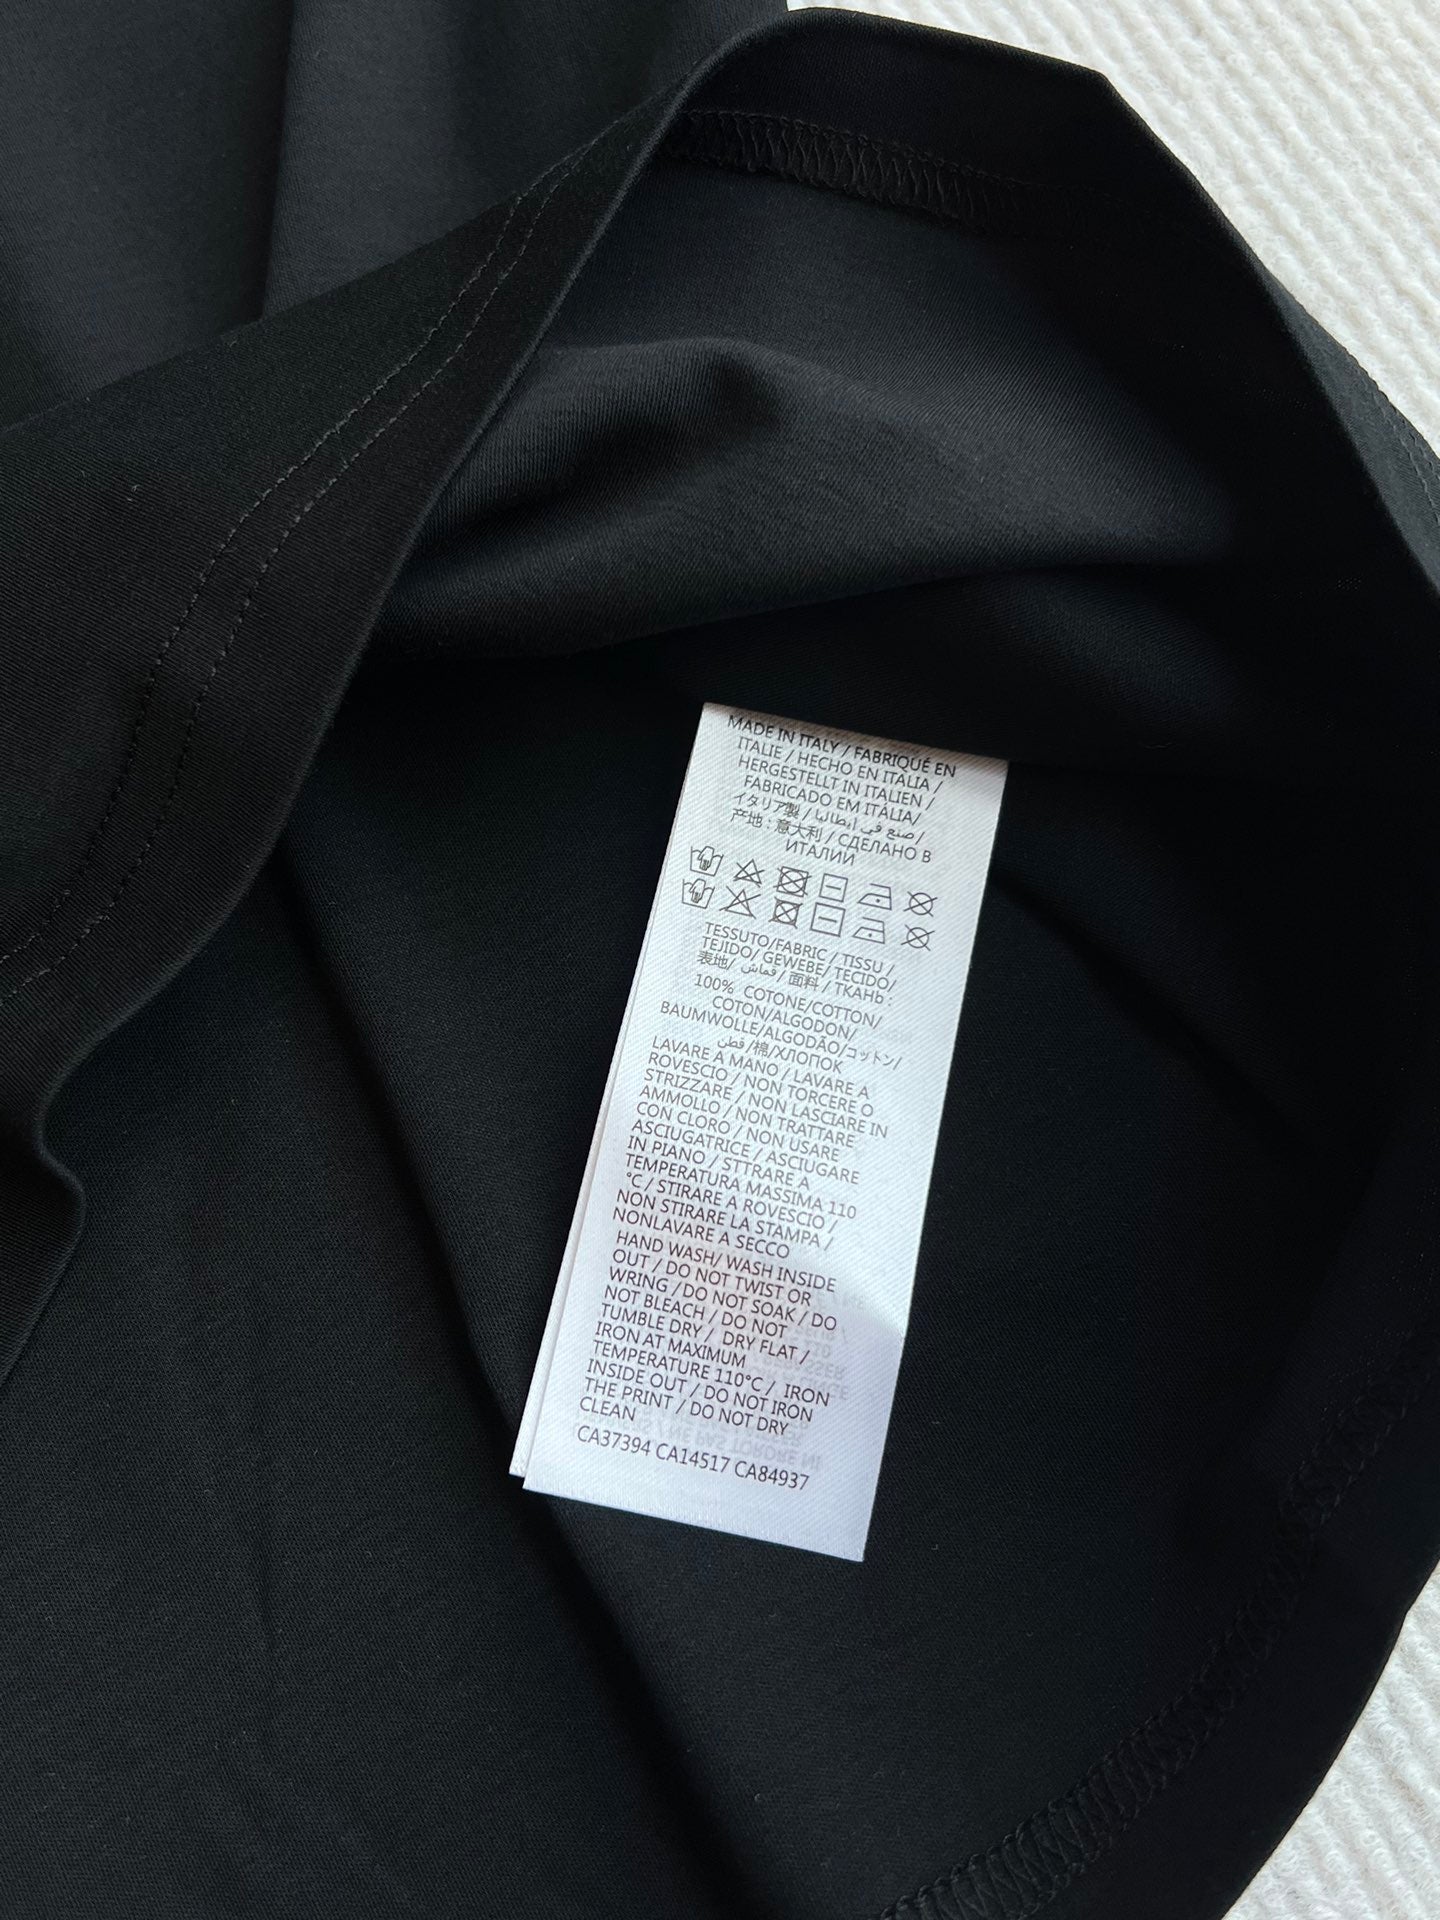 MADE IN ITALY / FABRIQUÉ EN
ITALIE / HECHO EN ITALIA /
HERGESTELLT IN ITALIEN /
FABRICADO EM ITÁLIA/
イタリア製 / صنع في إيطاليا/
产地 : 意大利 / СДЕЛАНО В
ИТАЛИИ
TESSUTO/FABRIC / TISSU /
TEJIDO/ GEWEBE/ TECIDO/
表地/ قماش / 面料 / ТКАНЬ :
100% COTONE/COTTON/
COTON/ALGODON/
BAUMWOLLE/ALGODÃO/コットン/
قطن /棉/ХЛОПОК
LAVARE A MANO / LAVARE A
ROVESCIO / NON TORCERE O
STRIZZARE / NON LASCIARE IN
AMMOLLO / NON TRATTARE
CON CLORO / NON USARE
ASCIUGATRICE / ASCIUGARE
IN PIANO / STTRARE A
TEMPERATURA MASSIMA 110
°C / STIRARE A ROVESCIO /
NON STIRARE LA STAMPA /
NONLAVARE A SECCO
HAND WASH/ WASH INSIDE
OUT / DO NOT TWIST OR
WRING / DO NOT SOAK / DO
NOT BLEACH / DO NOT
TUMBLE DRY / DRY FLAT /
IRON AT MAXIMUM
TEMPERATURE 110°C / IRON
INSIDE OUT / DO NOT IRON
THE PRINT / DO NOT DRY
CLEAN
CA37394 CA14517 CA84937